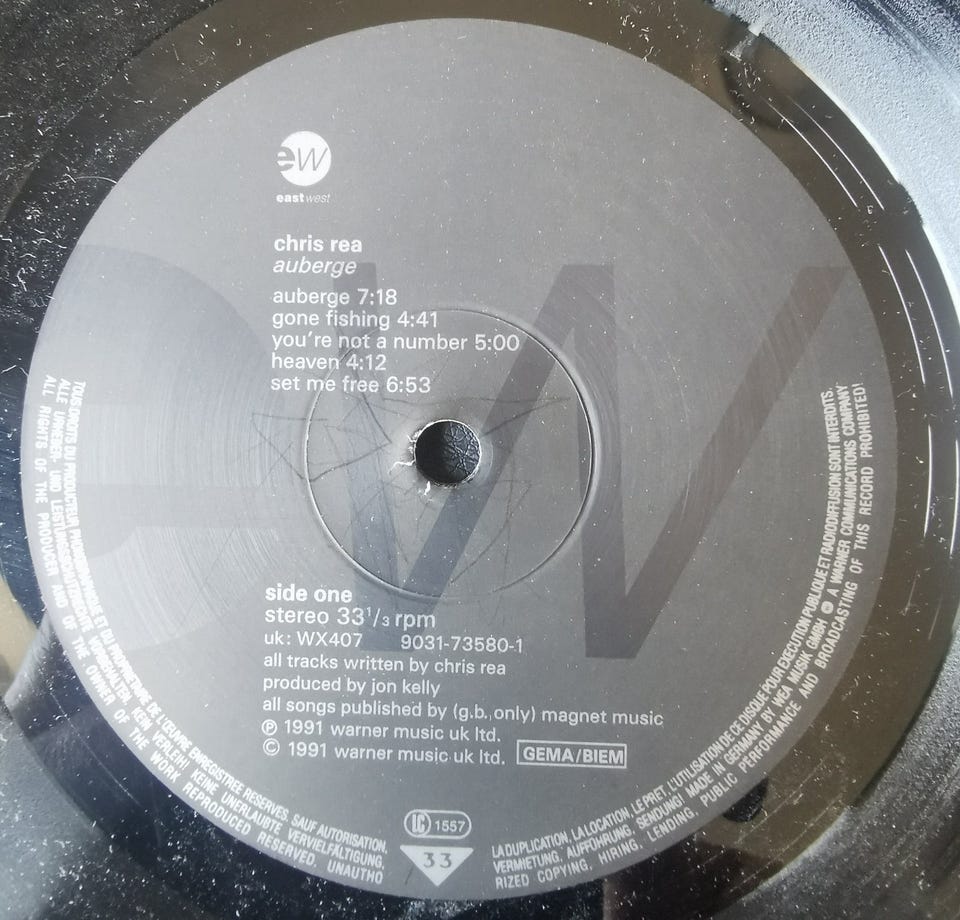 ew
eastwest
chris rea
auberge
auberge 7:18
gone fishing 4:41
you're not a number 5:00
heaven 4:12
set me free 6:53
ew
side one
stereo 33 1/3 rpm
uk: WX407 9031-73580-1
all tracks written by chris rea
produced by jon kelly
all songs published by (g.b. only) magnet music
℗ 1991 warner music uk ltd.
© 1991 warner music uk ltd. GEMA/BIEM
LC 1557
33
TOUS DROITS DU PRODUCTEUR PHONOGRAPHIQUE ET DU PROPRIETAIRE DE L'ŒUVRE ENREGISTREE RESERVES. SAUF AUTORISATION, LA DUPLICATION, LA LOCATION, LE PRET, L'UTILISATION DE CE DISQUE POUR EXECUTION PUBLIQUE ET RADIODIFFUSION SONT INTERDITS.
ALLE URHEBER- UND LEISTUNGSSCHUTZRECHTE VORBEHALTEN. KEIN VERLEIH! KEINE UNERLAUBTE VERVIELFÄLTIGUNG, VERMIETUNG, AUFFÜHRUNG, SENDUNG! MADE IN GERMANY BY WEA MUSIK GMBH A WARNER COMMUNICATIONS COMPANY
ALL RIGHTS OF THE PRODUCER AND OF THE OWNER OF THE WORK REPRODUCED RESERVED. UNAUTHORIZED COPYING, HIRING, LENDING, PUBLIC PERFORMANCE AND BROADCASTING OF THIS RECORD PROHIBITED!